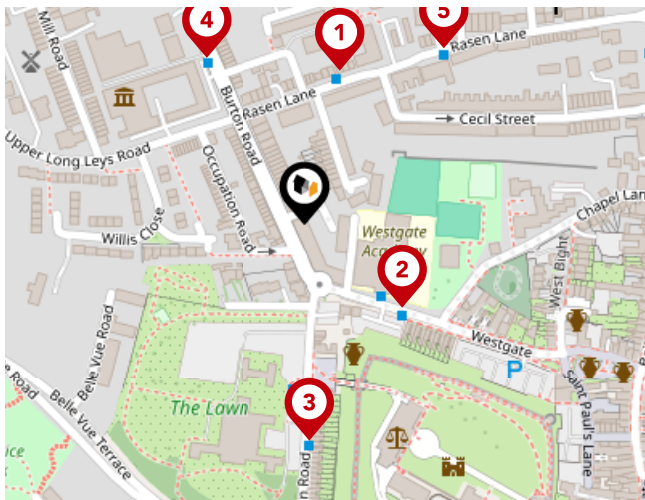 4
1
5
Mill Road
Rasen Lane
Burton Road
Rasen Lane
Cecil Street
Upper Long Leys Road
Occupation Road
Chapel Lan
Willis Close
Westgate
Academy
West Bight
2
Belle Vue Road
Westgate
P
e Road
Belle Vue Terrace
The Lawn
3
Saint Paul's Lane
n Road